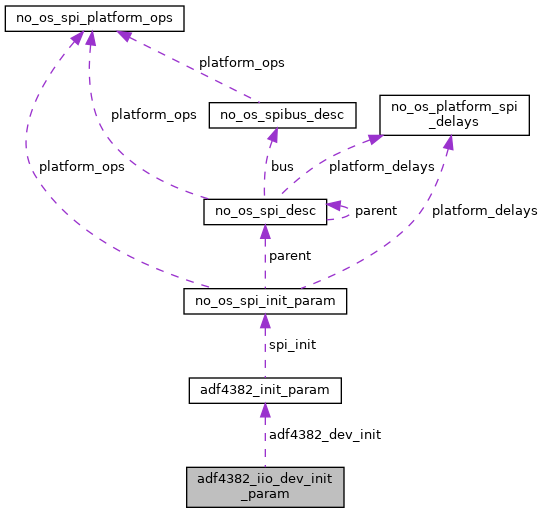 no_os_spi_platform_ops
platform_ops
no_os_spibus_desc
no_os_platform_spi
_delays
platform_ops
platform_ops
bus
platform_delays
no_os_spi_desc
parent
platform_delays
parent
no_os_spi_init_param
spi_init
adf4382_init_param
adf4382_dev_init
adf4382_iio_dev_init
_param